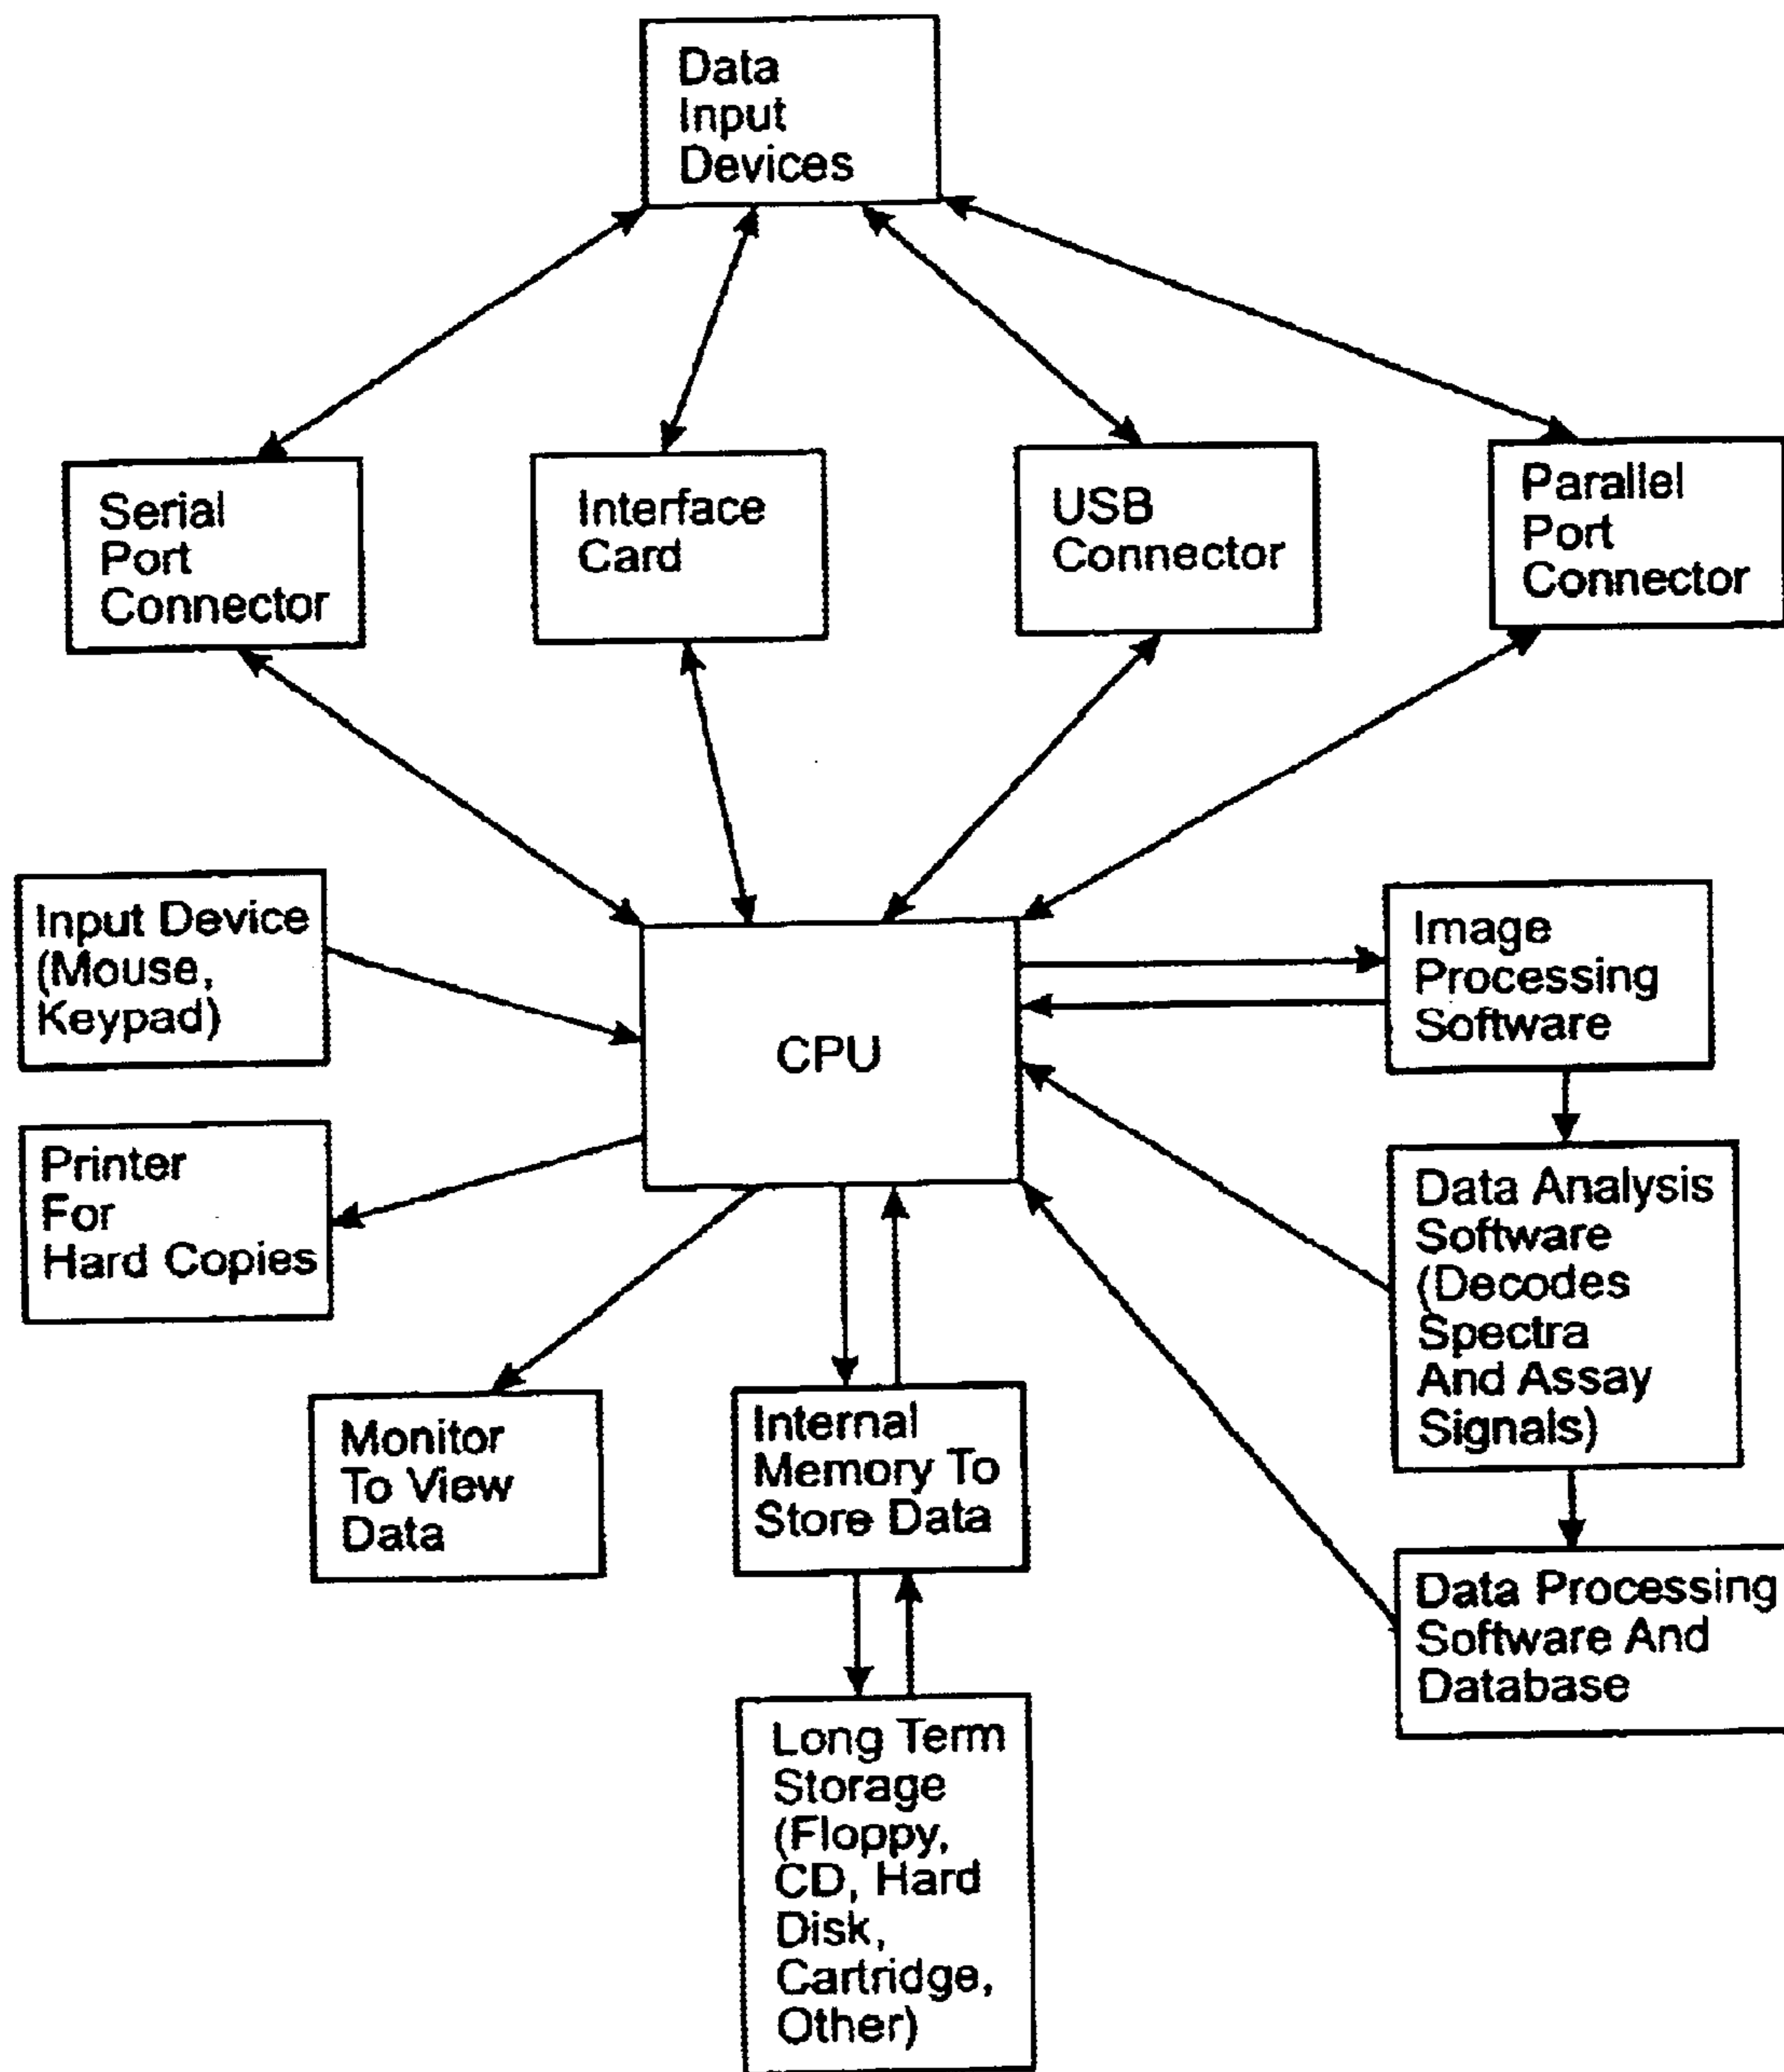 Data
Input
Devices
Serial
Port
Connector
Interface
Card
USB
Connector
Parallel
Port
Connector
Input Device
(Mouse,
Keypad)
CPU
Image
Processing
Software
Printer
For
Hard Copies
Data Analysis
Software
(Decodes
Spectra
And Assay
Signals)
Monitor
To View
Data
Internal
Memory To
Store Data
Data Processing
Software And
Database
Long Term
Storage
(Floppy,
CD, Hard
Disk,
Cartridge,
Other)